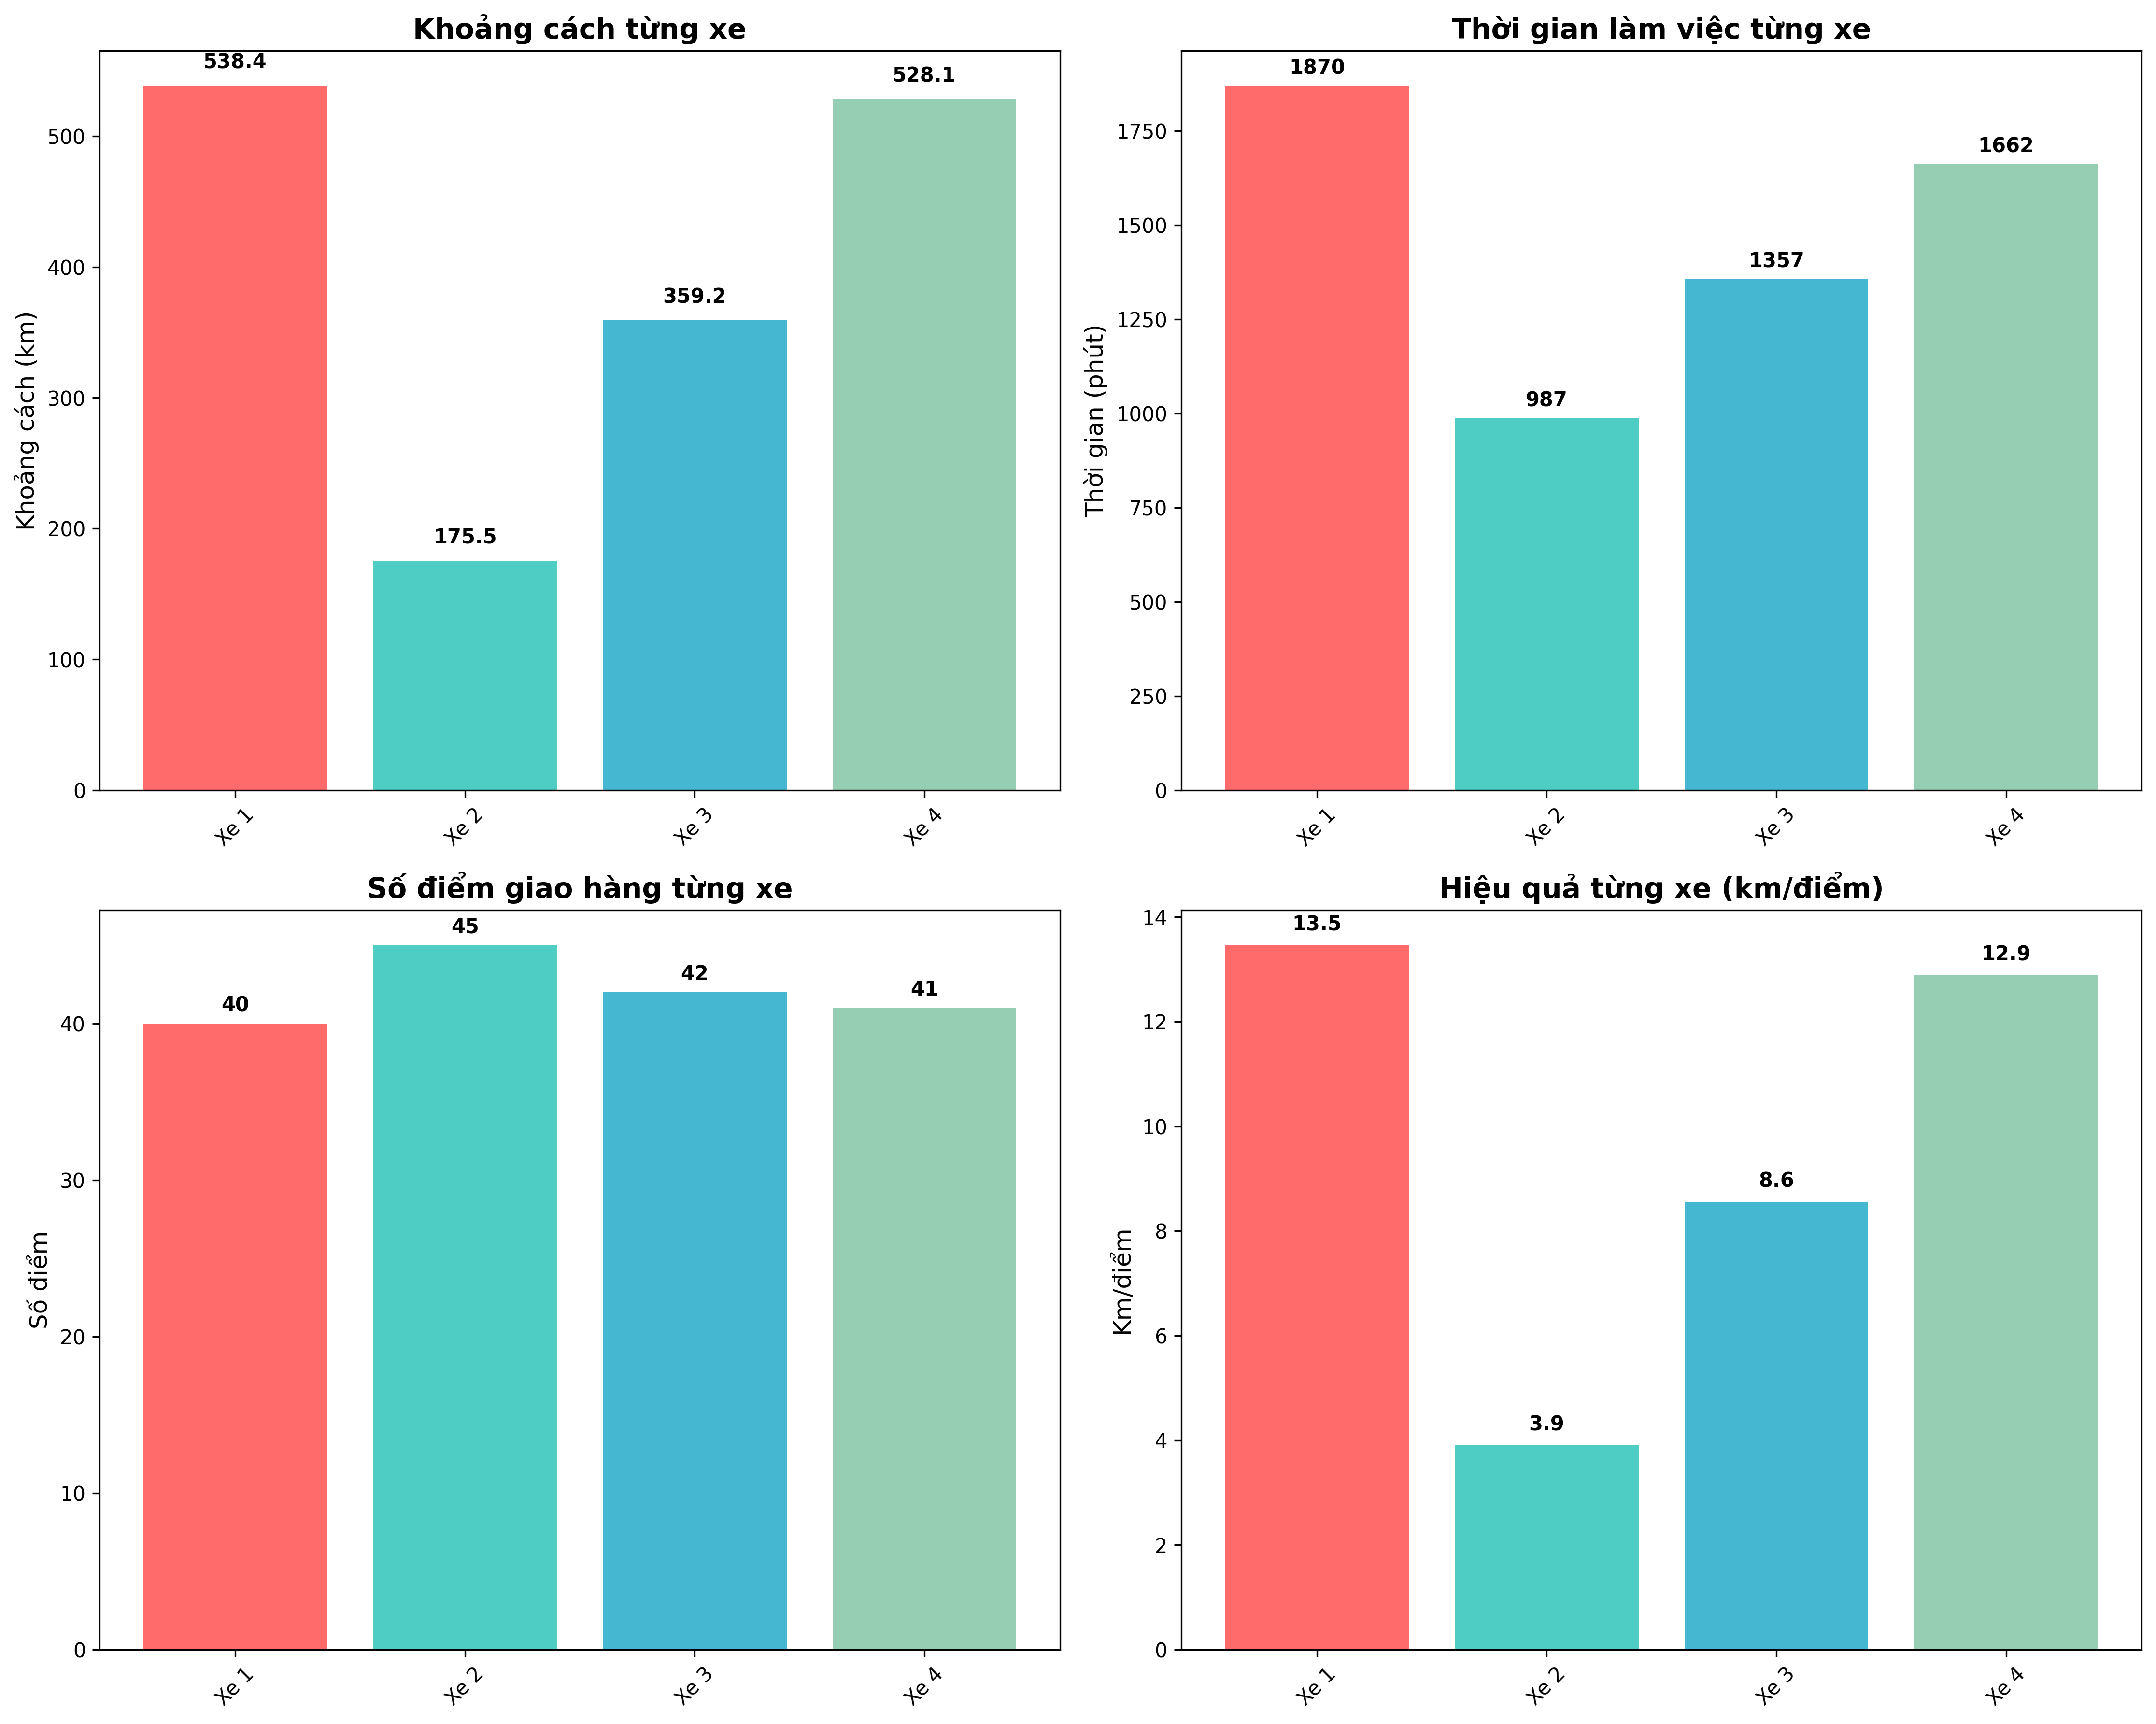 Khoảng cách từng xe
538.4
175.5
359.2
528.1
Khoảng cách (km)
500
400
300
200
100
0
Xe 1
Xe 2
Xe 3
Xe 4
Thời gian làm việc từng xe
1870
987
1357
1662
Thời gian (phút)
1750
1500
1250
1000
750
500
250
0
Xe 1
Xe 2
Xe 3
Xe 4
Số điểm giao hàng từng xe
40
45
42
41
Số điểm
40
30
20
10
0
Xe 1
Xe 2
Xe 3
Xe 4
Hiệu quả từng xe (km/điểm)
13.5
3.9
8.6
12.9
Km/điểm
14
12
10
8
6
4
2
0
Xe 1
Xe 2
Xe 3
Xe 4